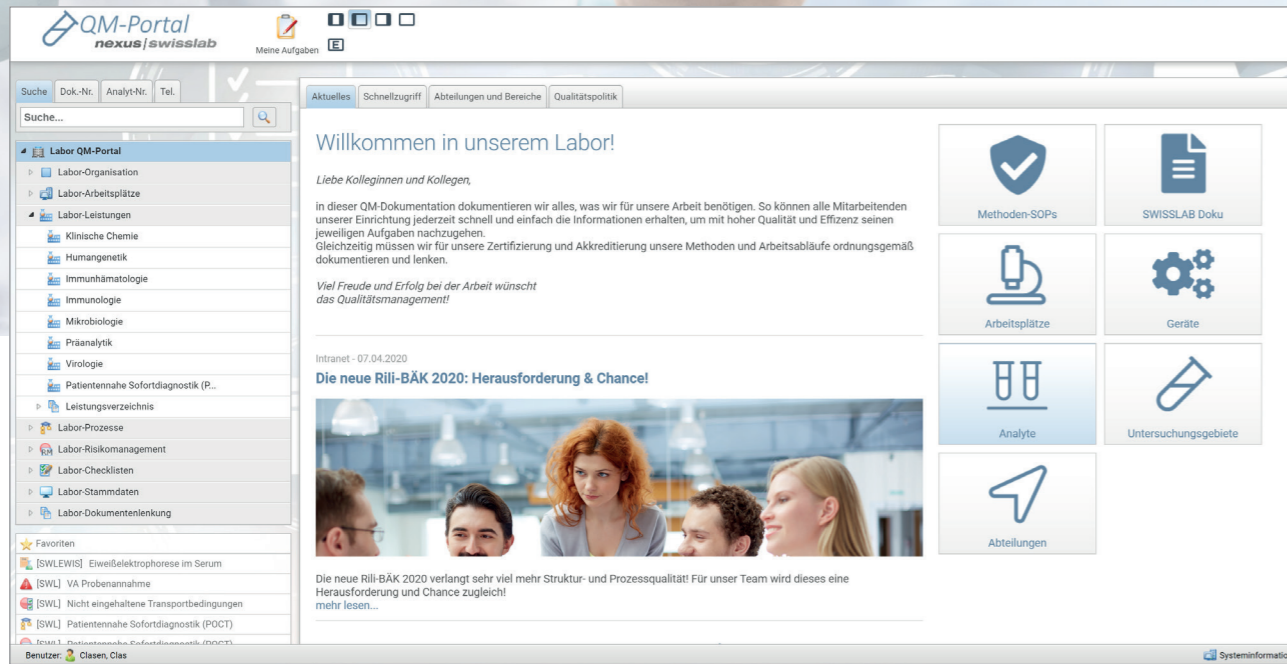 QM-Portal
nexus|swisslab
Meine Aufgaben
E
Suche
Dok.-Nr.
Analyt-Nr.
Tel.
Suche...
Labor QM-Portal
Labor-Organisation
Labor-Arbeitsplätze
Labor-Leistungen
Klinische Chemie
Humangenetik
Immunhämatologie
Immunologie
Mikrobiologie
Präanalytik
Virologie
Patientennahe Sofortdiagnostik (P...
Leistungsverzeichnis
Labor-Prozesse
RM
Labor-Risikomanagement
Labor-Checklisten
Labor-Stammdaten
Labor-Dokumentenlenkung
Favoriten
[SWLEWIS] Eiweißelektrophorese im Serum
[SWL] VA Probenannahme
[SWL] Nicht eingehaltene Transportbedingungen
[SWL] Patientennahe Sofortdiagnostik (POCT)
[SWL] Patientennahe Sofortdiagnostik (POCT)
Aktuelles
Schnellzugriff
Abteilungen und Bereiche
Qualitätspolitik
Willkommen in unserem Labor!
Liebe Kolleginnen und Kollegen,
in dieser QM-Dokumentation dokumentieren wir alles, was wir für unsere Arbeit benötigen. So können alle Mitarbeitenden
unserer Einrichtung jederzeit schnell und einfach die Informationen erhalten, um mit hoher Qualität und Effizenz seinen
jeweiligen Aufgaben nachzugehen.
Gleichzeitig müssen wir für unsere Zertifizierung und Akkreditierung unsere Methoden und Arbeitsabläufe ordnungsgemäß
dokumentieren und lenken.
Viel Freude und Erfolg bei der Arbeit wünscht
das Qualitätsmanagement!
Intranet - 07.04.2020
Die neue Rili-BÄK 2020: Herausforderung & Chance!
Die neue Rili-BÄK 2020 verlangt sehr viel mehr Struktur- und Prozessqualität! Für unser Team wird dieses eine
Herausforderung und Chance zugleich!
mehr lesen...
Methoden-SOPs
SWISSLAB Doku
Arbeitsplätze
Geräte
Analyte
Untersuchungsgebiete
Abteilungen
Benutzer: Clasen, Clas
Systeminformatio